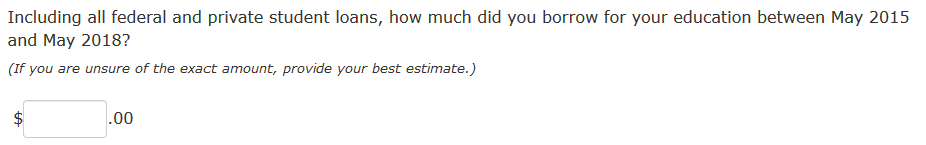 Including all federal and private student loans, how much did you borrow for your education between May 2015
and May 2018?
(If you are unsure of the exact amount, provide your best estimate.)
$ .00